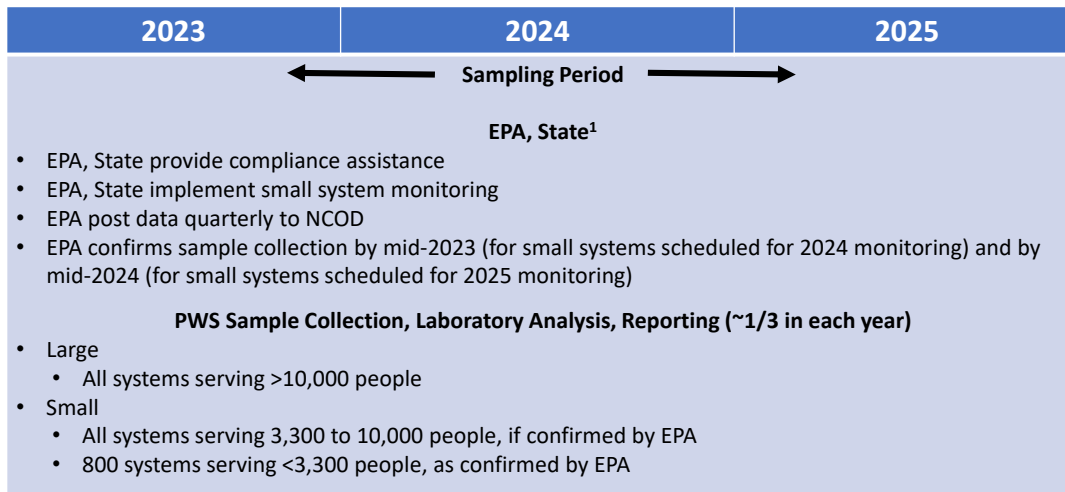 2023 2024 2025
Sampling Period
EPA, State¹
• EPA, State provide compliance assistance
• EPA, State implement small system monitoring
• EPA post data quarterly to NCOD
• EPA confirms sample collection by mid-2023 (for small systems scheduled for 2024 monitoring) and by
mid-2024 (for small systems scheduled for 2025 monitoring)
PWS Sample Collection, Laboratory Analysis, Reporting (~1/3 in each year)
• Large
• All systems serving >10,000 people
• Small
• All systems serving 3,300 to 10,000 people, if confirmed by EPA
• 800 systems serving <3,300 people, as confirmed by EPA